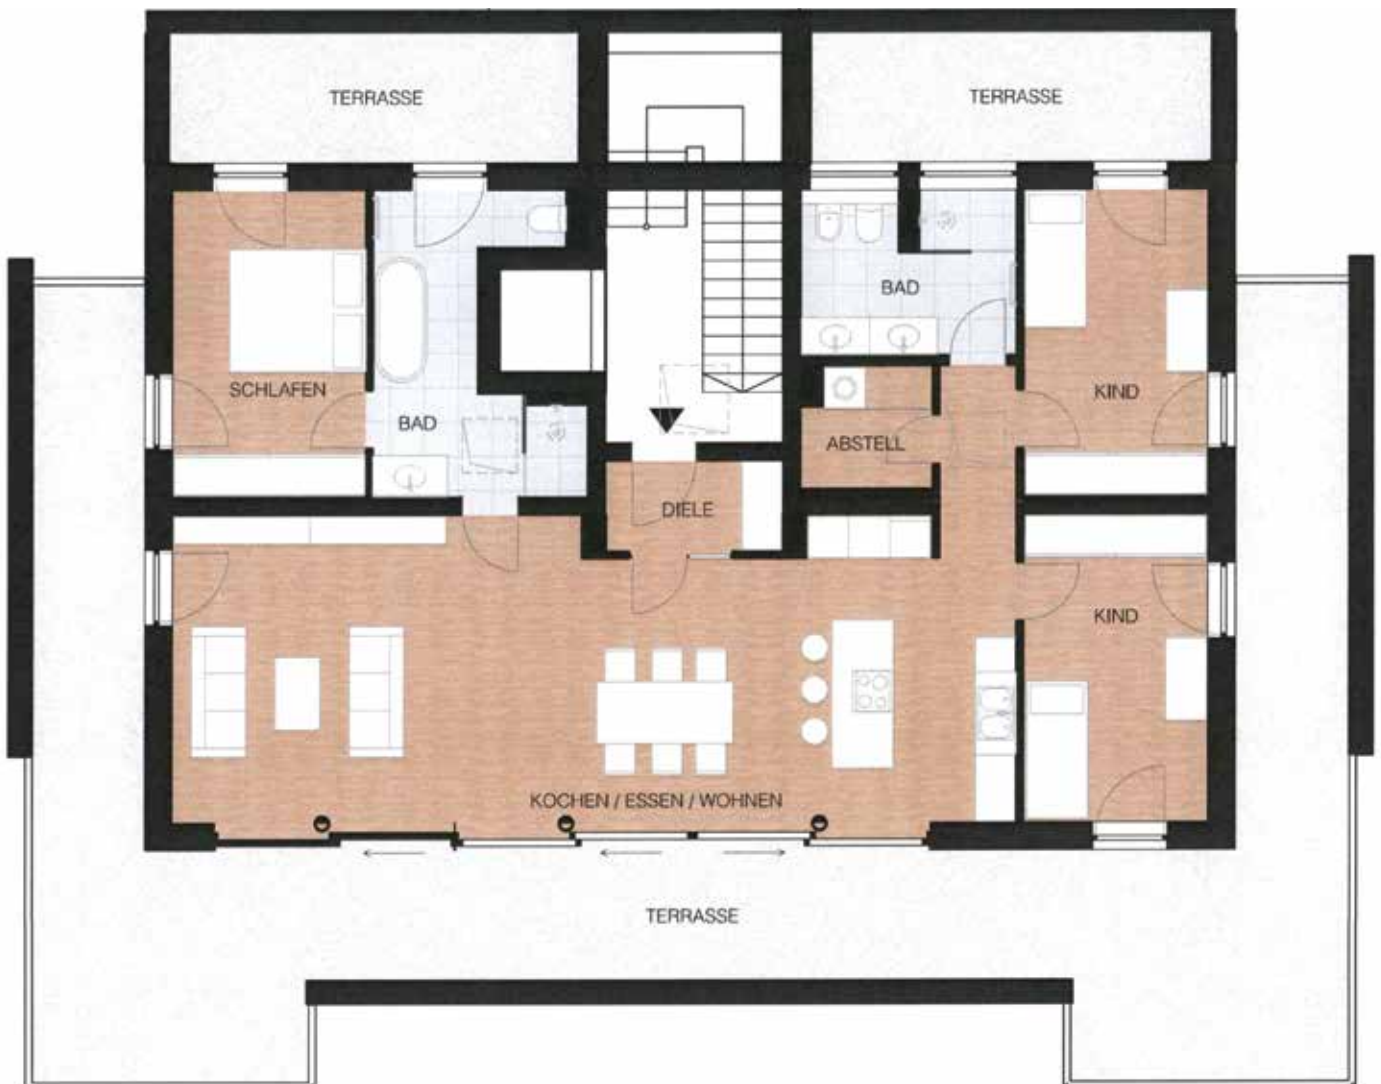 TERRASSE
TERRASSE
BAD
SCHLAFEN
KIND
BAD
ABSTELL
DIELE
KIND
KOCHEN / ESSEN / WOHNEN
TERRASSE